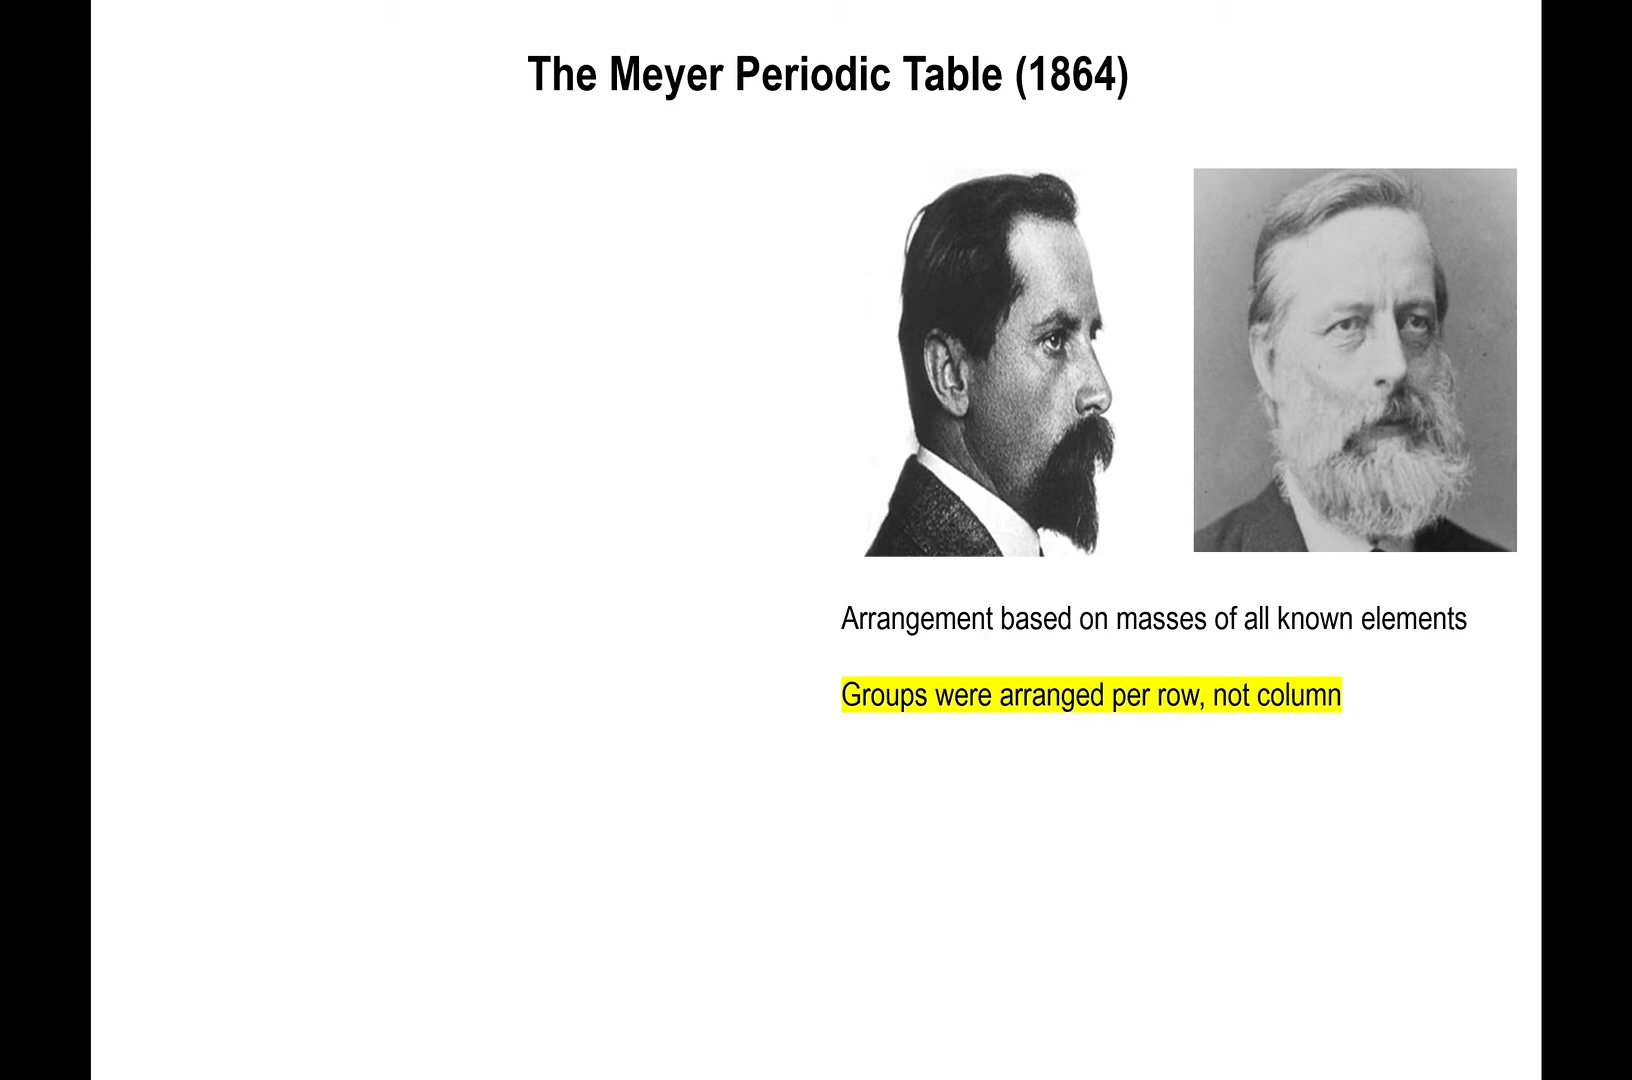 The Meyer Periodic Table (1864)
Arrangement based on masses of all known elements
Groups were arranged per row, not column